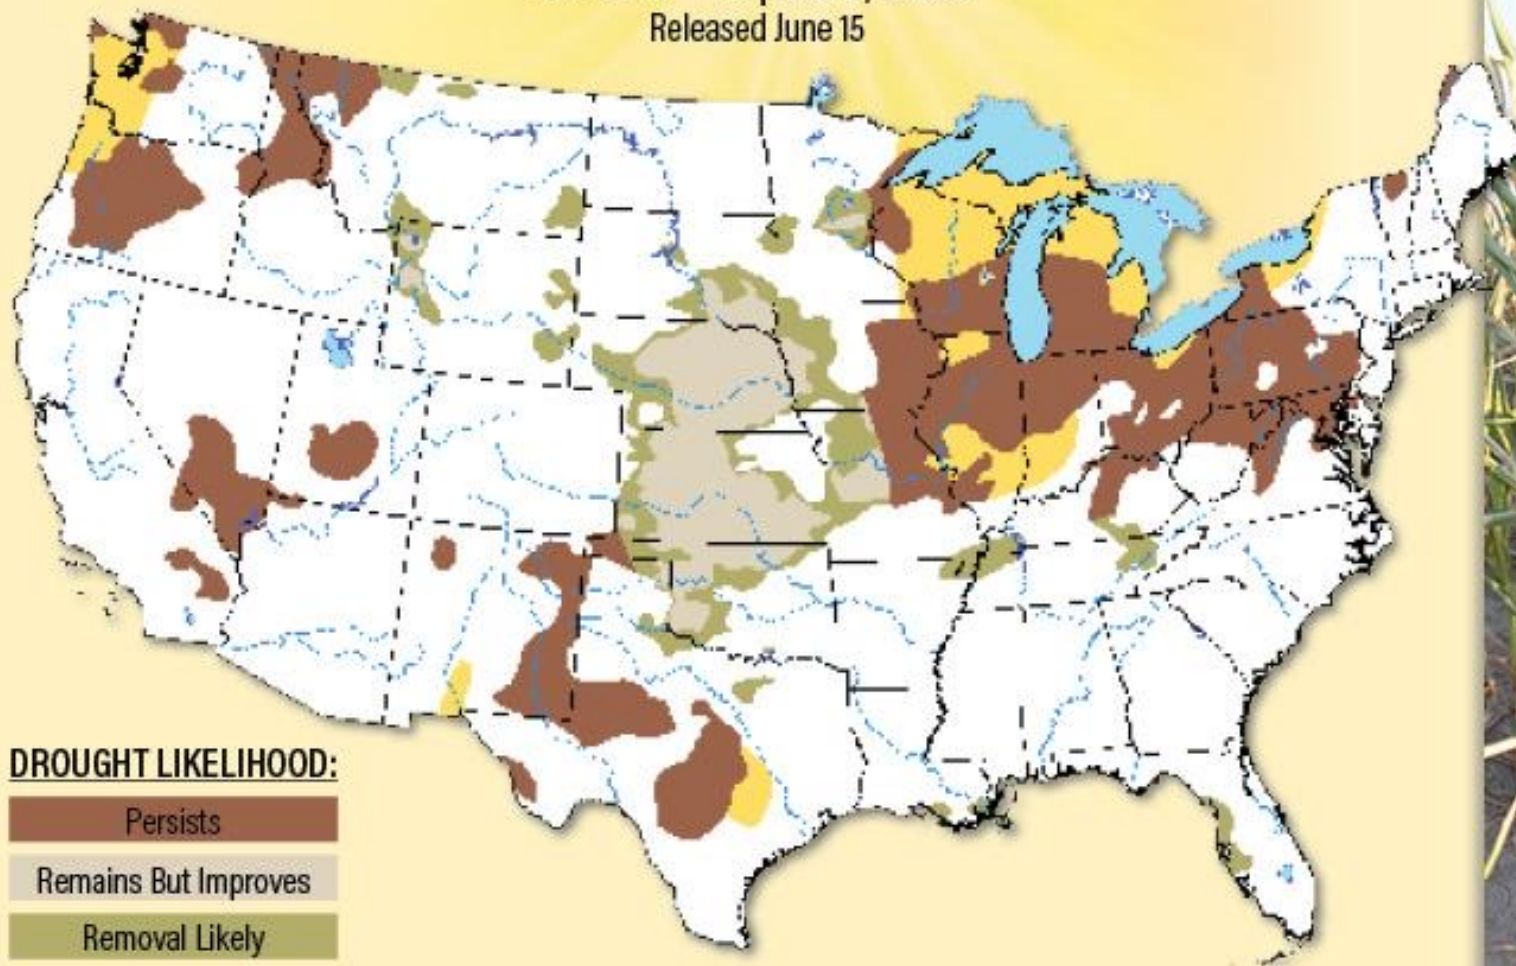 Released June 15
DROUGHT LIKELIHOOD:
Persists
Remains But Improves
Removal Likely